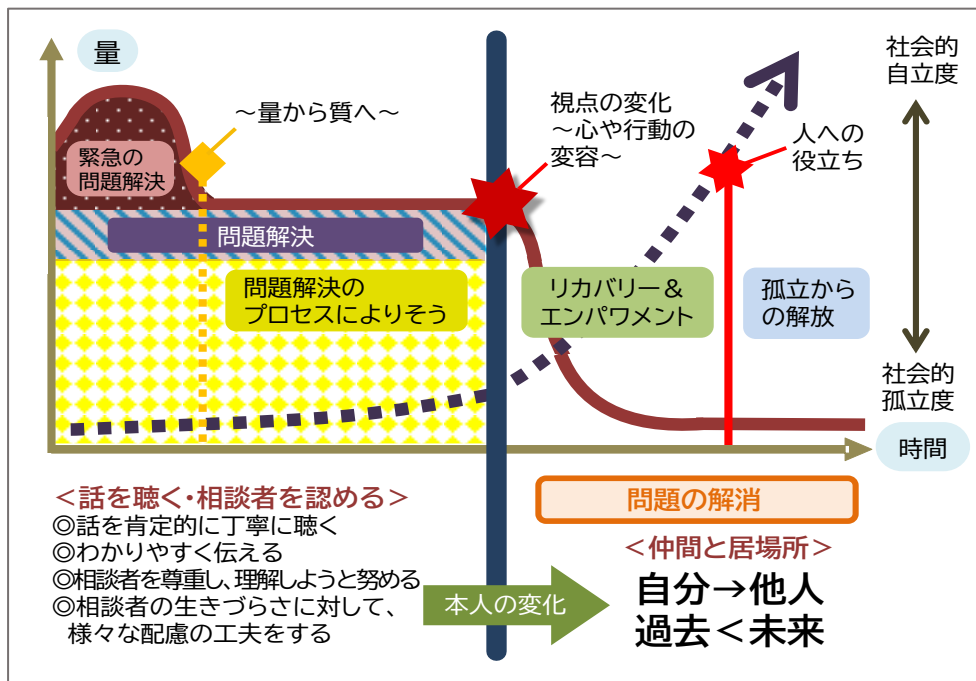 量
社会的
自立度
~量から質へ~
視点の変化
~心や行動の
変容~
人への
役立ち
緊急の
問題解決
問題解決
問題解決の
プロセスによりそう
リカバリー&
エンパワメント
孤立から
の解放
社会的
孤立度
時間
<話を聴く・相談者を認める>
◎話を肯定的に丁寧に聴く
◎わかりやすく伝える
◎相談者を尊重し、理解しようと努める
◎相談者の生きづらさに対して、
様々な配慮の工夫をする
本人の変化
問題の解消
<仲間と居場所>
自分→他人
過去<未来